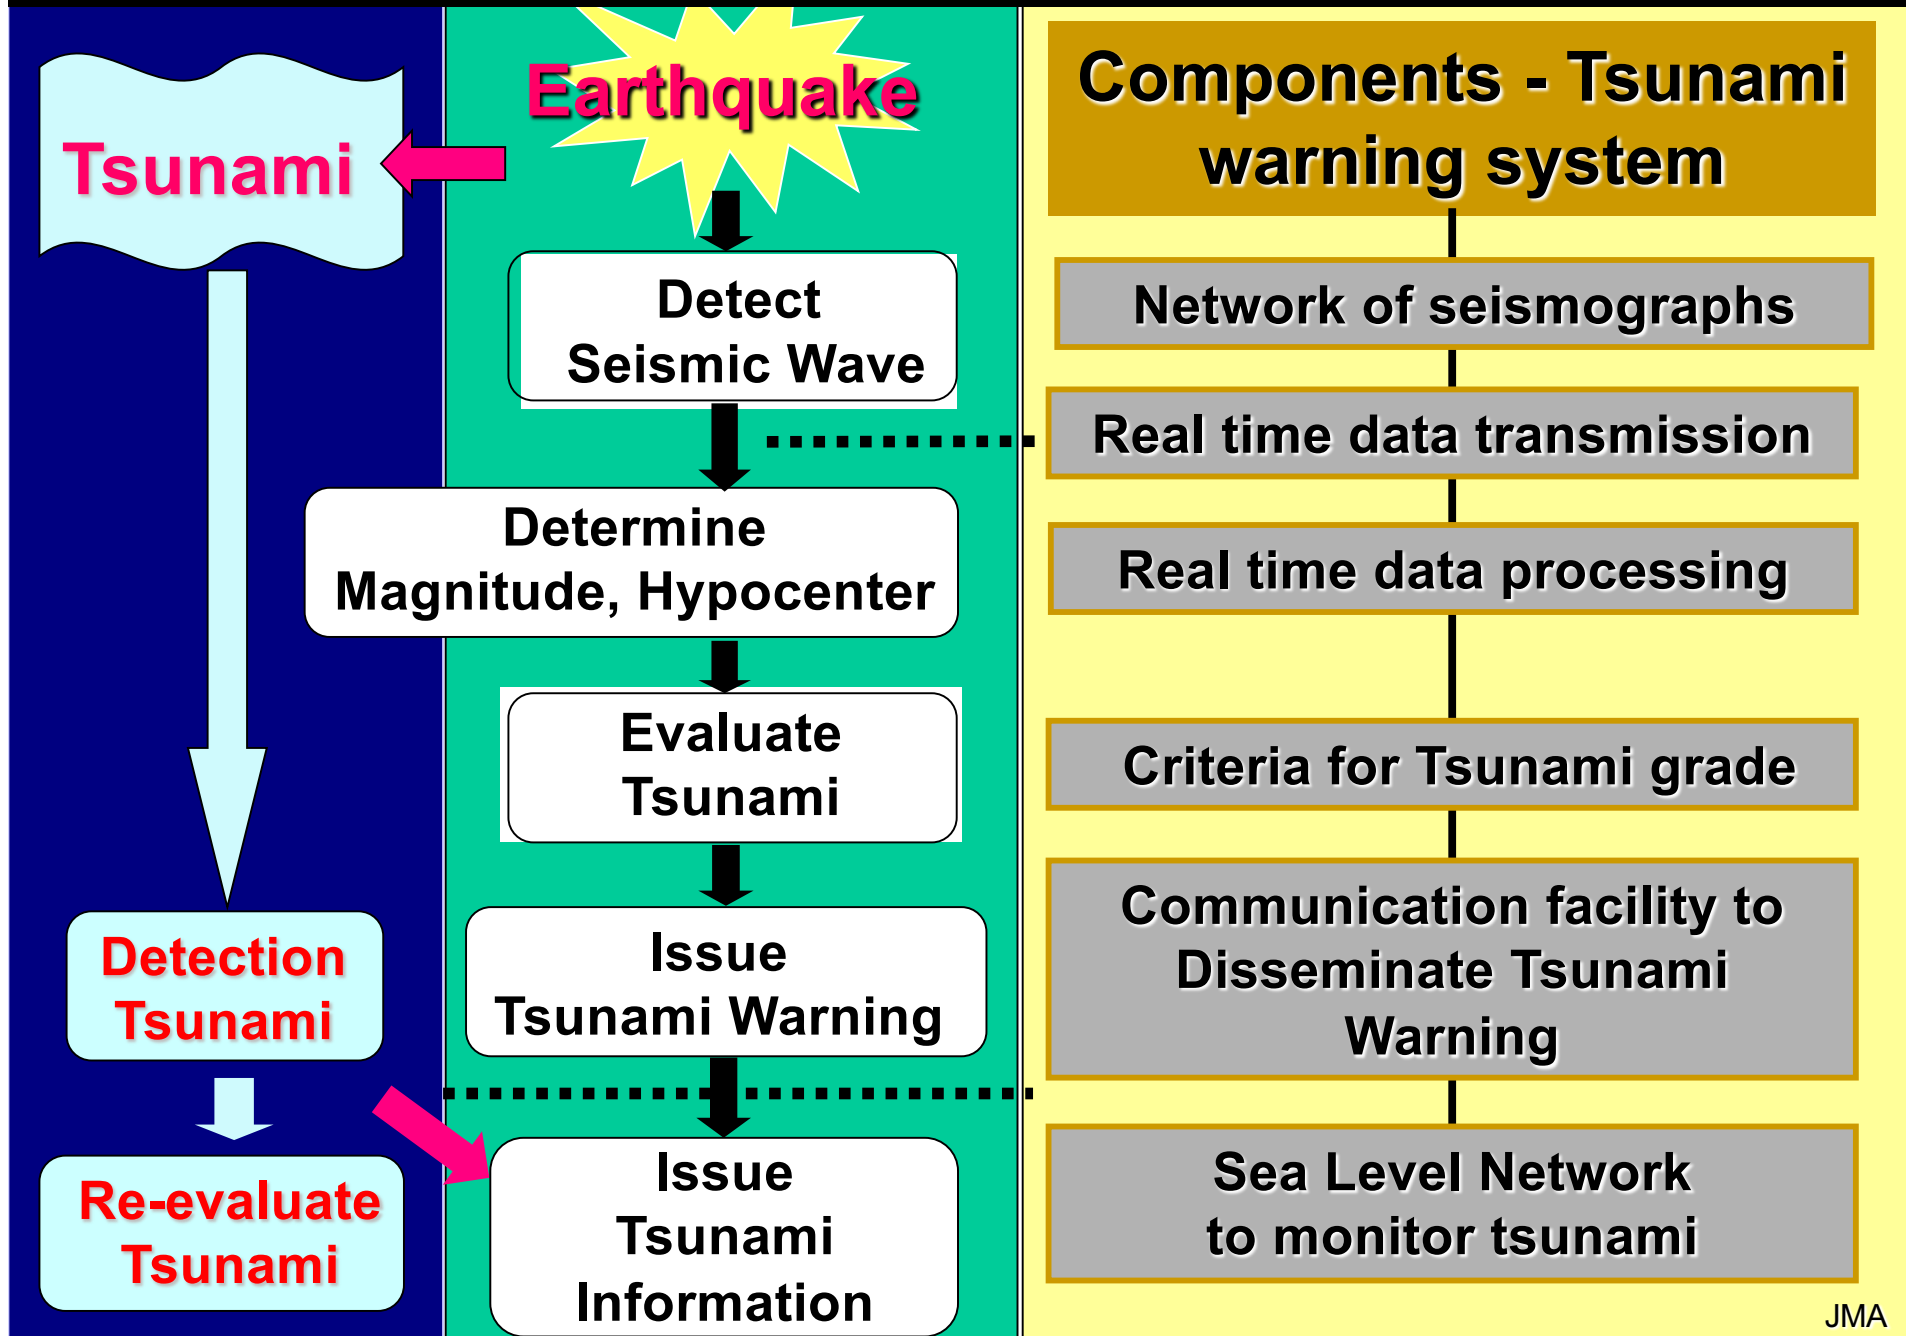 Tsunami
Detection
Tsunami
Re-evaluate
Tsunami
Earthquake
Detect
Seismic Wave
Determine
Magnitude, Hypocenter
Evaluate
Tsunami
Issue
Tsunami Warning
Issue
Tsunami
Information
Components - Tsunami
warning system
Network of seismographs
Real time data transmission
Real time data processing
Criteria for Tsunami grade
Communication facility to
Disseminate Tsunami
Warning
Sea Level Network
to monitor tsunami
JMA